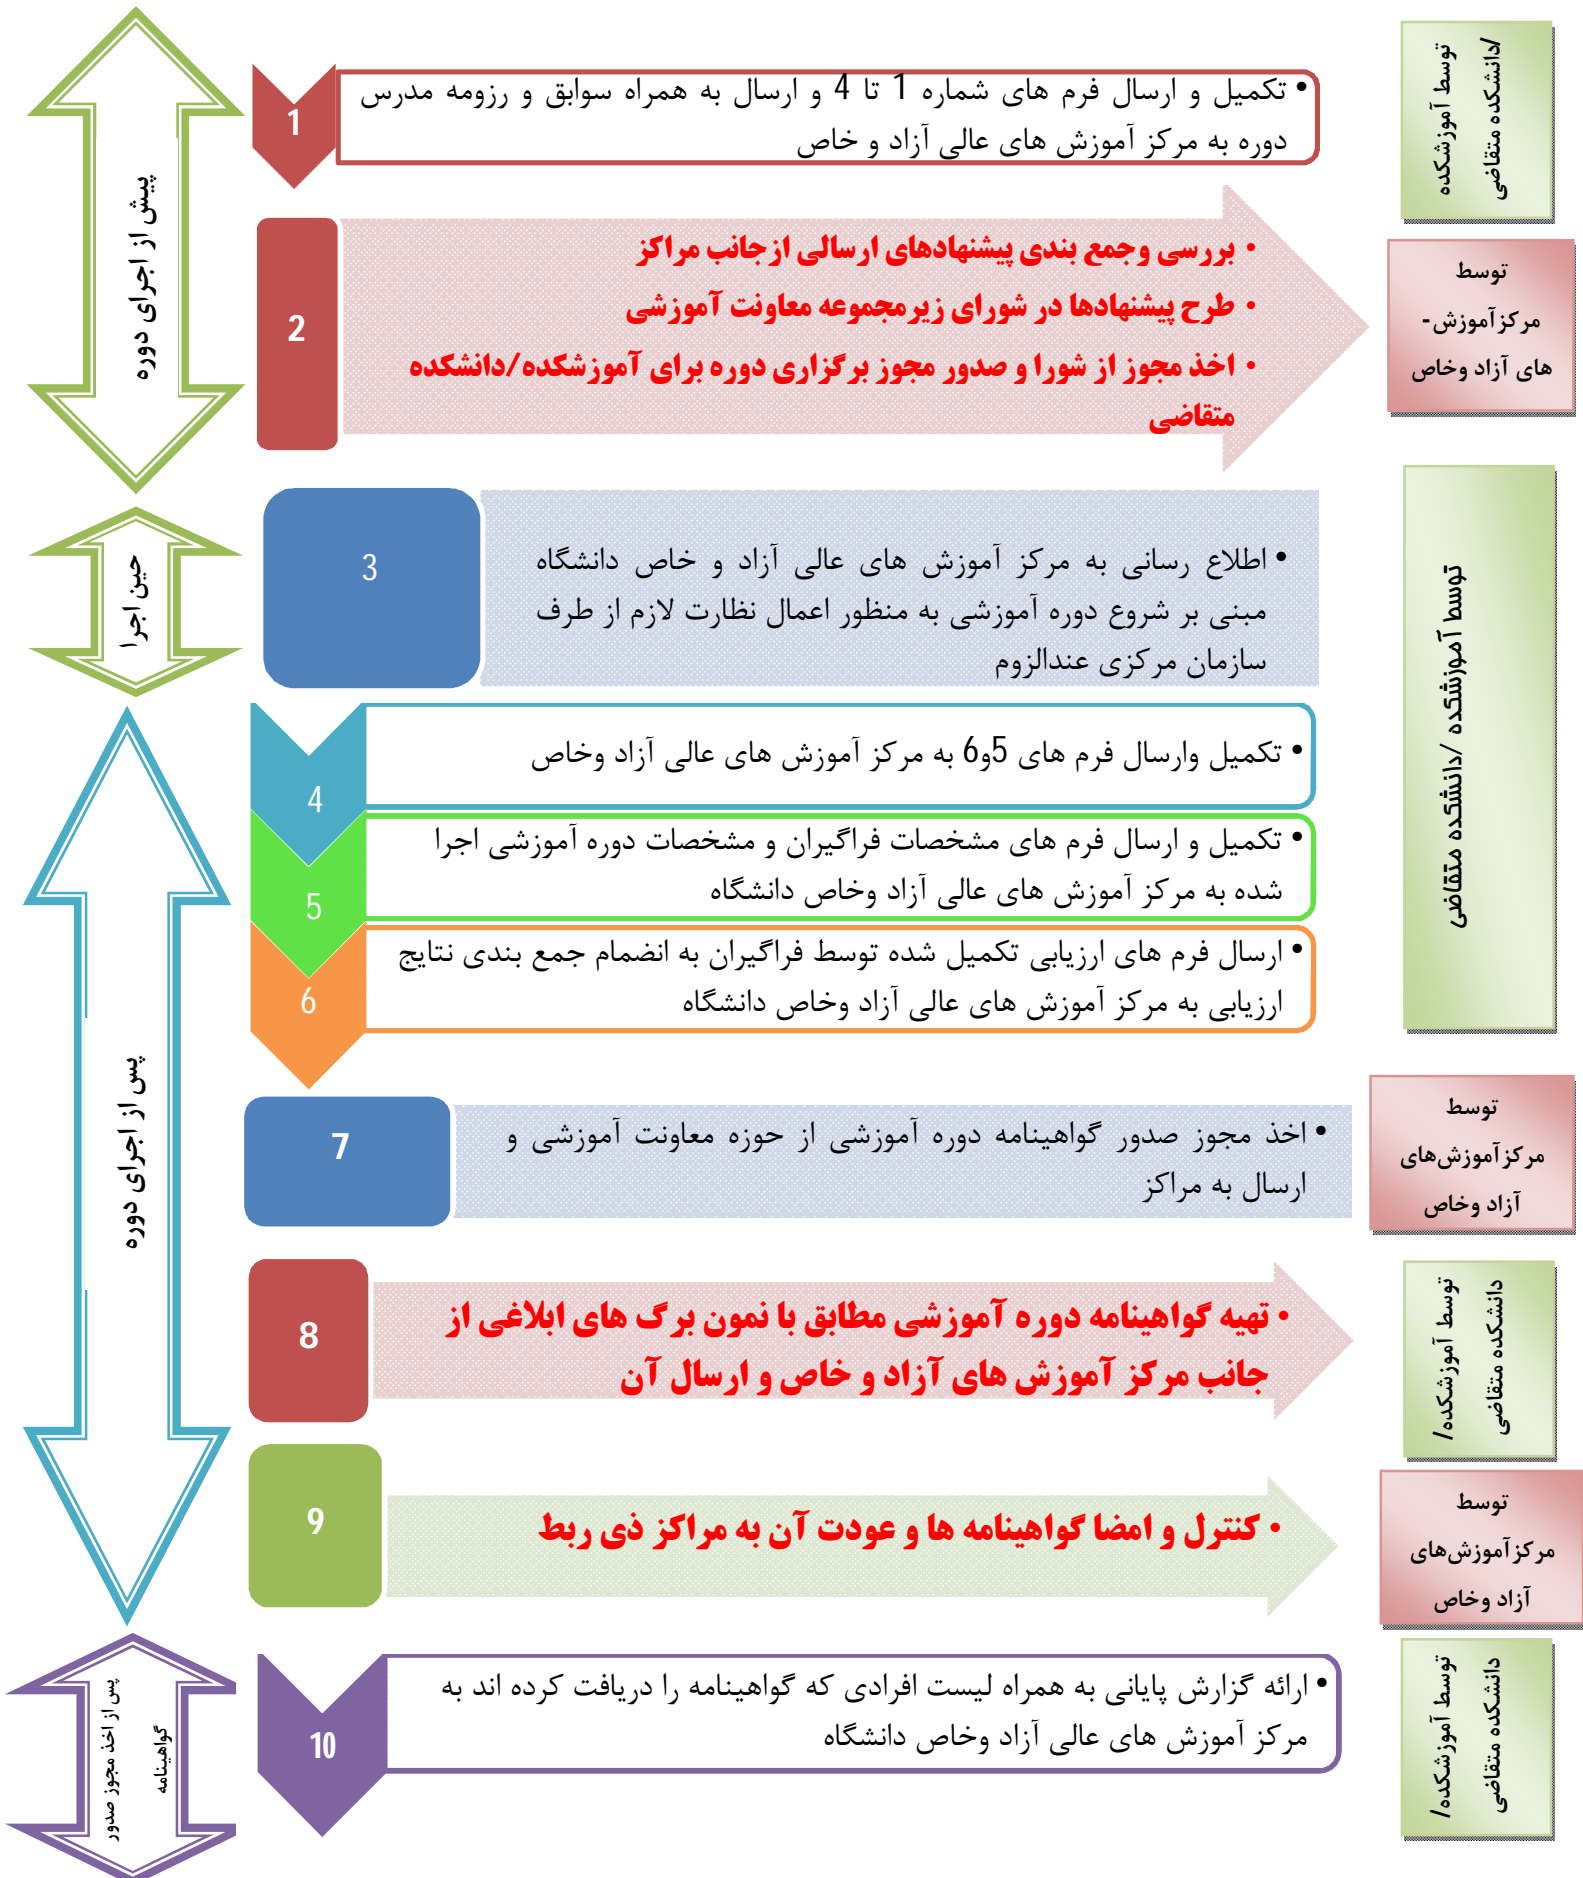 توسط آموزشکده
/دانشکده متقاضی
1
• تکمیل و ارسال فرم های شماره 1 تا 4 و ارسال به همراه سوابق و رزومه مدرس
دوره به مرکز آموزش های عالی آزاد و خاص
پیش از اجرای دوره
توسط
مرکزآموزش-
های آزاد وخاص
2
• بررسی وجمع بندی پیشنهادهای ارسالی ازجانب مراکز
• طرح پیشنهادها در شورای زیرمجموعه معاونت آموزشی
• اخذ مجوز از شورا و صدور مجوز برگزاری دوره برای آموزشکده/دانشکده
متقاضی
توسط آموزشکده /دانشکده متقاضی
3
• اطلاع رسانی به مرکز آموزش های عالی آزاد و خاص دانشگاه
مبنی بر شروع دوره آموزشی به منظور اعمال نظارت لازم از طرف
سازمان مرکزی عندالزوم
حین اجرا
4
• تکمیل وارسال فرم های 5و6 به مرکز آموزش های عالی آزاد وخاص
5
• تکمیل و ارسال فرم های مشخصات فراگیران و مشخصات دوره آموزشی اجرا
شده به مرکز آموزش های عالی آزاد وخاص دانشگاه
6
• ارسال فرم های ارزیابی تکمیل شده توسط فراگیران به انضمام جمع بندی نتایج
ارزیابی به مرکز آموزش های عالی آزاد وخاص دانشگاه
پس از اجرای دوره
توسط
مرکزآموزش‌های
آزاد وخاص
7
• اخذ مجوز صدور گواهینامه دوره آموزشی از حوزه معاونت آموزشی و
ارسال به مراکز
توسط آموزشکده/
دانشکده متقاضی
8
• تهیه گواهینامه دوره آموزشی مطابق با نمون برگ های ابلاغی از
جانب مرکز آموزش های آزاد و خاص و ارسال آن
توسط
مرکزآموزش‌های
آزاد وخاص
9
• کنترل و امضا گواهینامه ها و عودت آن به مراکز ذی ربط
توسط آموزشکده/
دانشکده متقاضی
10
• ارائه گزارش پایانی به همراه لیست افرادی که گواهینامه را دریافت کرده اند به
مرکز آموزش های عالی آزاد وخاص دانشگاه
پس از اخذ مجوز صدور
گواهینامه